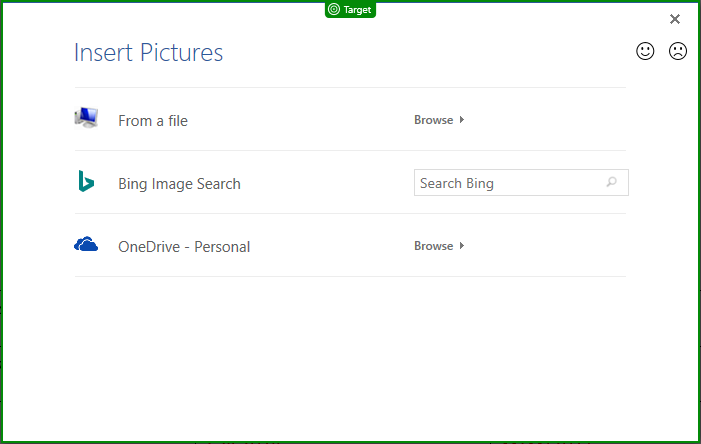 Target
Insert Pictures
From a file
Browse
Bing Image Search
Search Bing
OneDrive - Personal
Browse